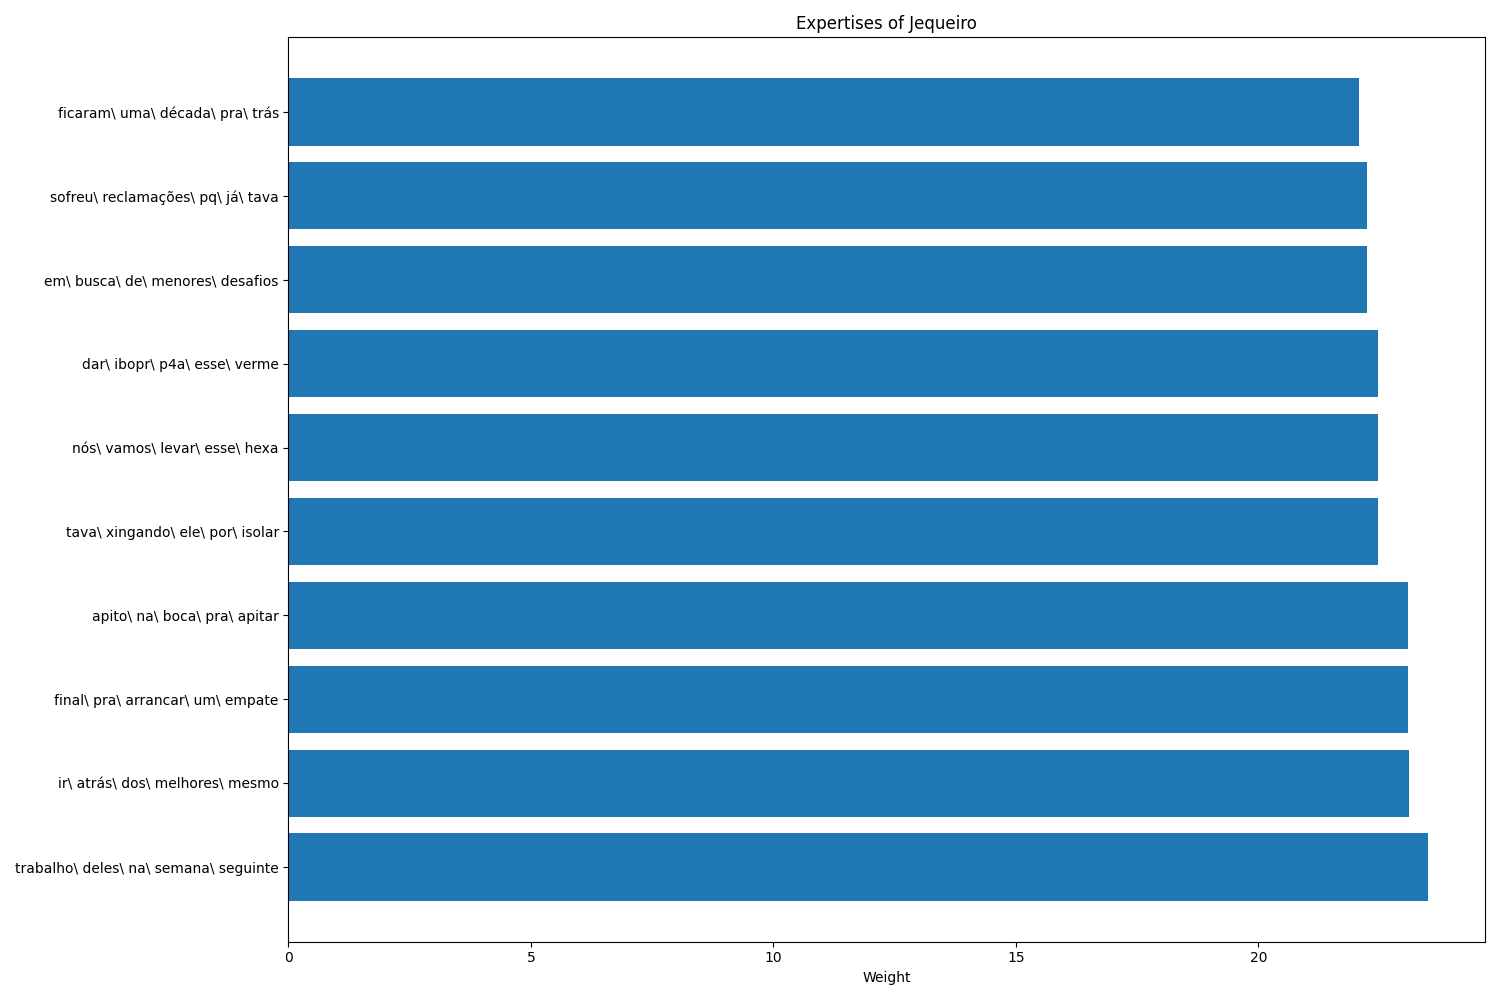 Expertises of Jequeiro
ficaram\ uma\ década\ pra\ trás
sofreu\ reclamações\ pq\ já\ tava
em\ busca\ de\ menores\ desafios
dar\ ibopr\ p4a\ esse\ verme
nós\ vamos\ levar\ esse\ hexa
tava\ xingando\ ele\ por\ isolar
apito\ na\ boca\ pra\ apitar
final\ pra\ arrancar\ um\ empate
ir\ atrás\ dos\ melhores\ mesmo
trabalho\ deles\ na\ semana\ seguinte
0 5 10 15 20
Weight